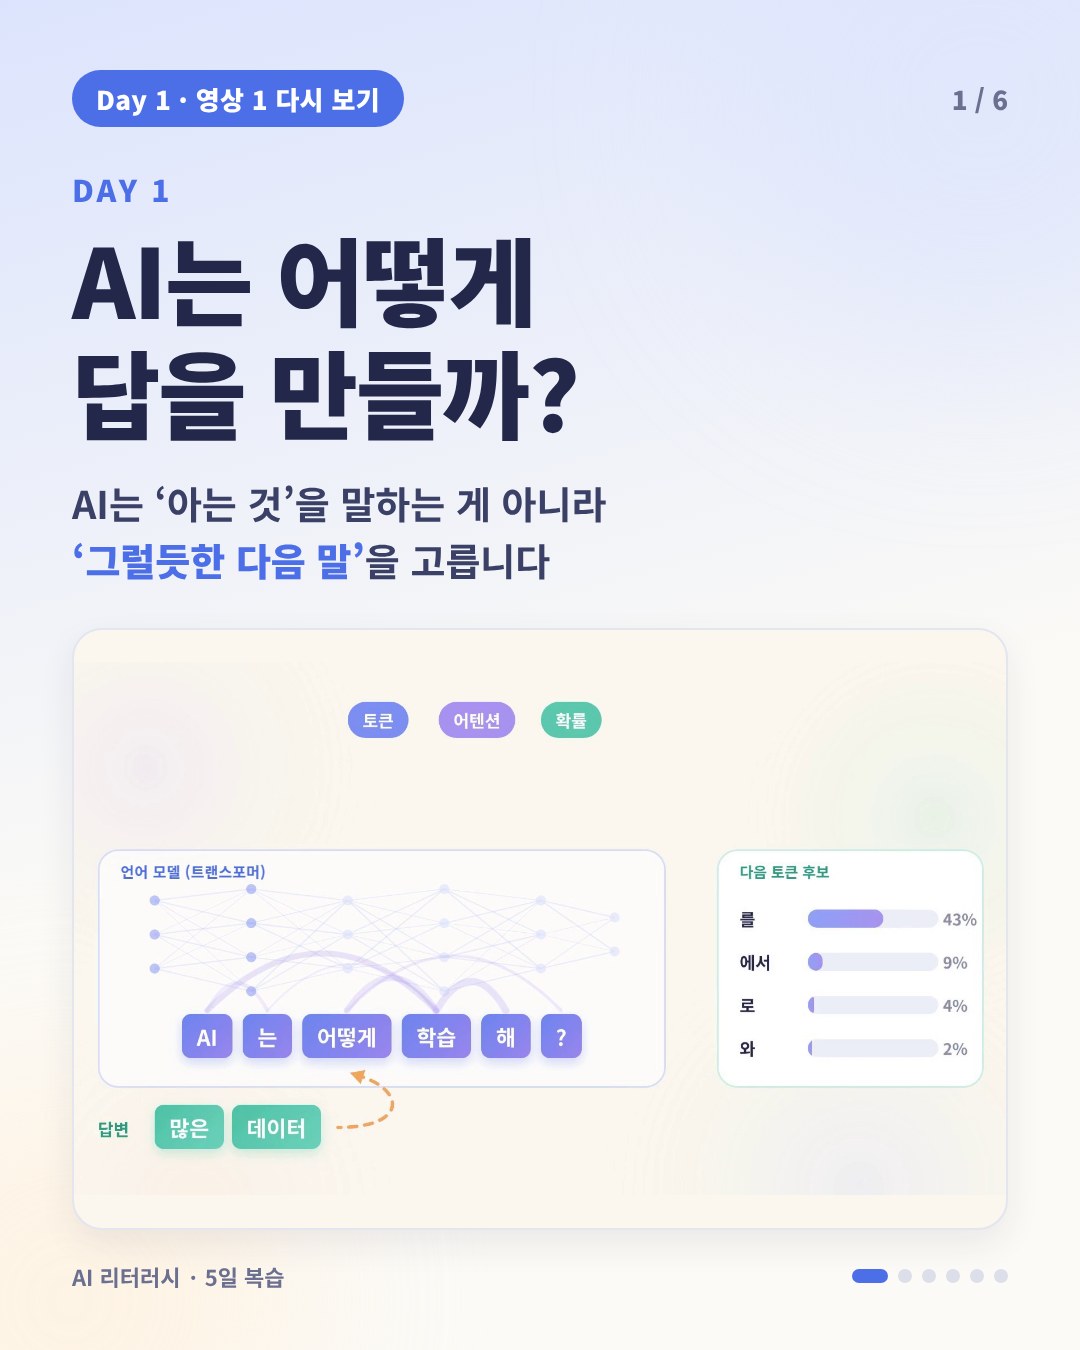 Day 1 · 영상 1 다시 보기
1 / 6
DAY 1
AI는 어떻게
답을 만들까?
AI는 ‘아는 것’을 말하는 게 아니라
‘그럴듯한 다음 말’을 고릅니다
토큰 어텐션 확률
언어 모델 (트랜스포머)
AI 는 어떻게 학습 해 ?
다음 토큰 후보
를 43%
에서 9%
로 4%
와 2%
답변 많은 데이터
AI 리터러시 · 5일 복습